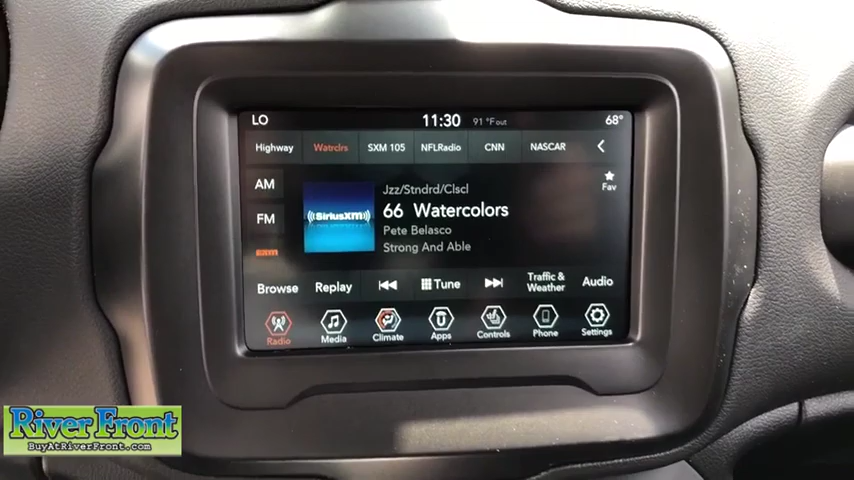 LO 11:30 91 °F out 68°
Highway Watrclrs SXM 105 NFLRadio CNN NASCAR
AM
FM
SXM
((SiriusXM))
Jzz/Stndrd/Clscl
66 Watercolors
Pete Belasco
Strong And Able
Fav
Browse Replay Tune Traffic & Weather Audio
Radio Media Climate Apps Controls Phone Settings
River Front
BuyAtRiverFront.com